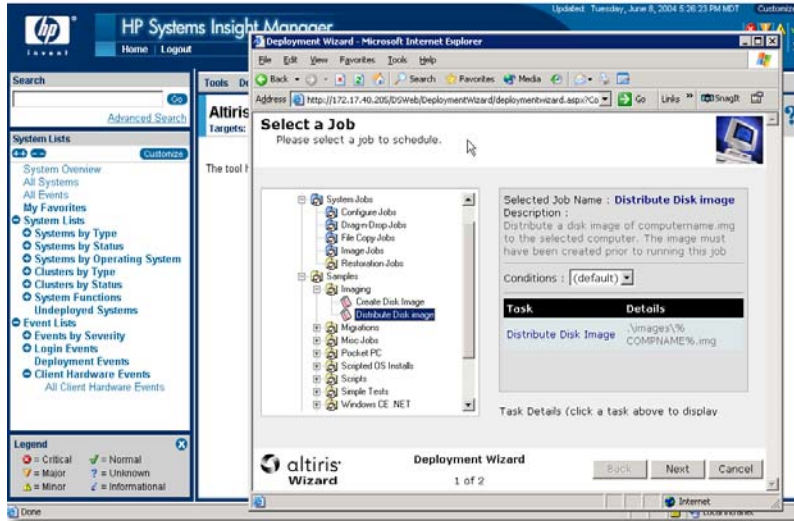 Updated: Tuesday, June 8, 2004 5:26:23 PM MDT
Customize
hp
invent
HP Systems Insight Manager
Home | Logout
Search
Go
Advanced Search
System Lists
Customize
System Overview
All Systems
All Events
My Favorites
System Lists
Systems by Type
Systems by Status
Systems by Operating System
Clusters by Type
Clusters by Status
System Functions
Undeployed Systems
Event Lists
Events by Severity
Login Events
Deployment Events
Client Hardware Events
All Client Hardware Events
Legend
= Critical
= Normal
= Major
? = Unknown
= Minor
i = Informational
Done
Tools
Altiris
Targets:
The tool
Deployment Wizard - Microsoft Internet Explorer
File Edit View Favorites Tools Help
Back Search Favorites Media
Address http://172.17.40.205/DSWeb/DeploymentWizard/deploymentwizard.aspx?Co Go Links » SnagIt
Select a Job
Please select a job to schedule.
System Jobs
Configure Jobs
Drag-n-Drop Jobs
File Copy Jobs
Image Jobs
Restoration Jobs
Samples
Imaging
Create Disk Image
Distribute Disk image
Migrations
Misc Jobs
Pocket PC
Scripted OS Installs
Scripts
Simple Tests
Windows CE .NET
Selected Job Name : Distribute Disk image
Description :
Distribute a disk image of computername.img
to the selected computer. The image must
have been created prior to running this job
Conditions : (default)
Task Details
Distribute Disk Image .\images\%
COMPNAME%.img
Task Details (click a task above to display
altiris
Wizard
Deployment Wizard
1 of 2
Back Next Cancel
Internet
Local intranet